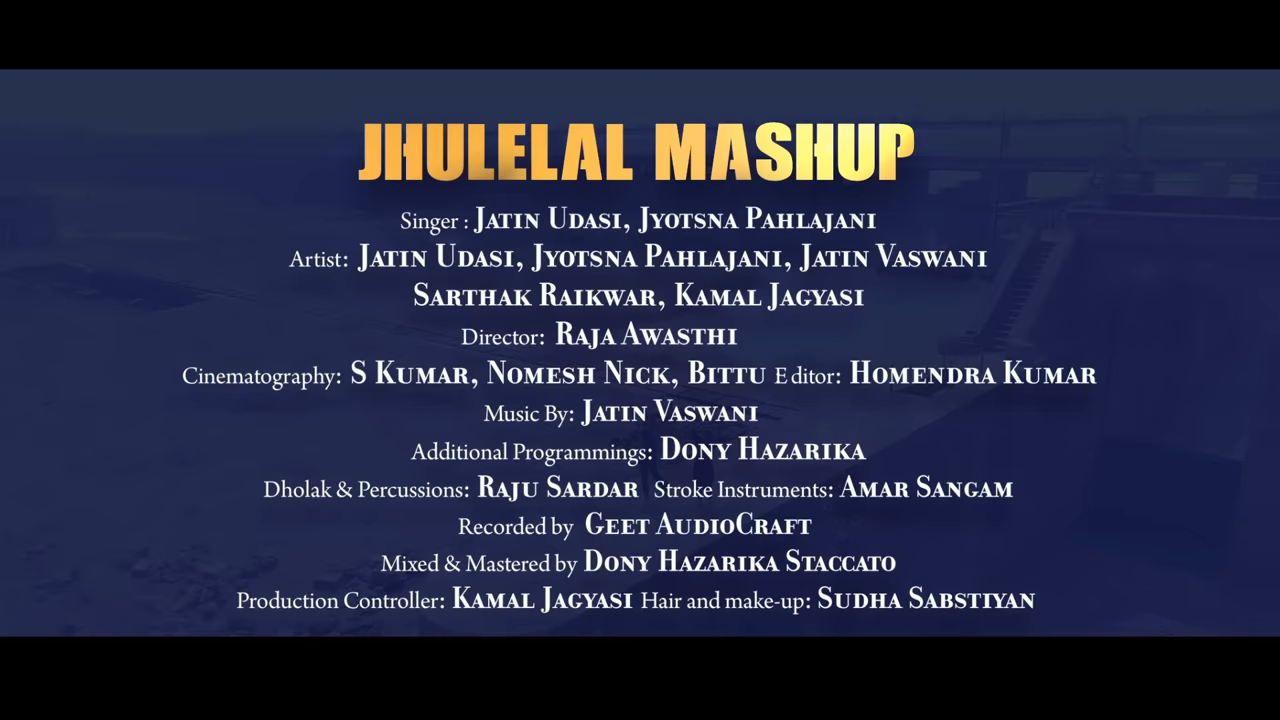 JHULELAL MASHUP
Singer : Jatin Udasi, Jyotsna Pahlajani
Artist: Jatin Udasi, Jyotsna Pahlajani, Jatin Vaswani
Sarthak Raikwar, Kamal Jagyasi
Director: Raja Awasthi
Cinematography: S Kumar, Nomesh Nick, Bittu Editor: Homendra Kumar
Music By: Jatin Vaswani
Additional Programmings: Dony Hazarika
Dholak & Percussions: Raju Sardar Stroke Instruments: Amar Sangam
Recorded by Geet AudioCraft
Mixed & Mastered by Dony Hazarika Staccato
Production Controller: Kamal Jagyasi Hair and make-up: Sudha Sabstiyan